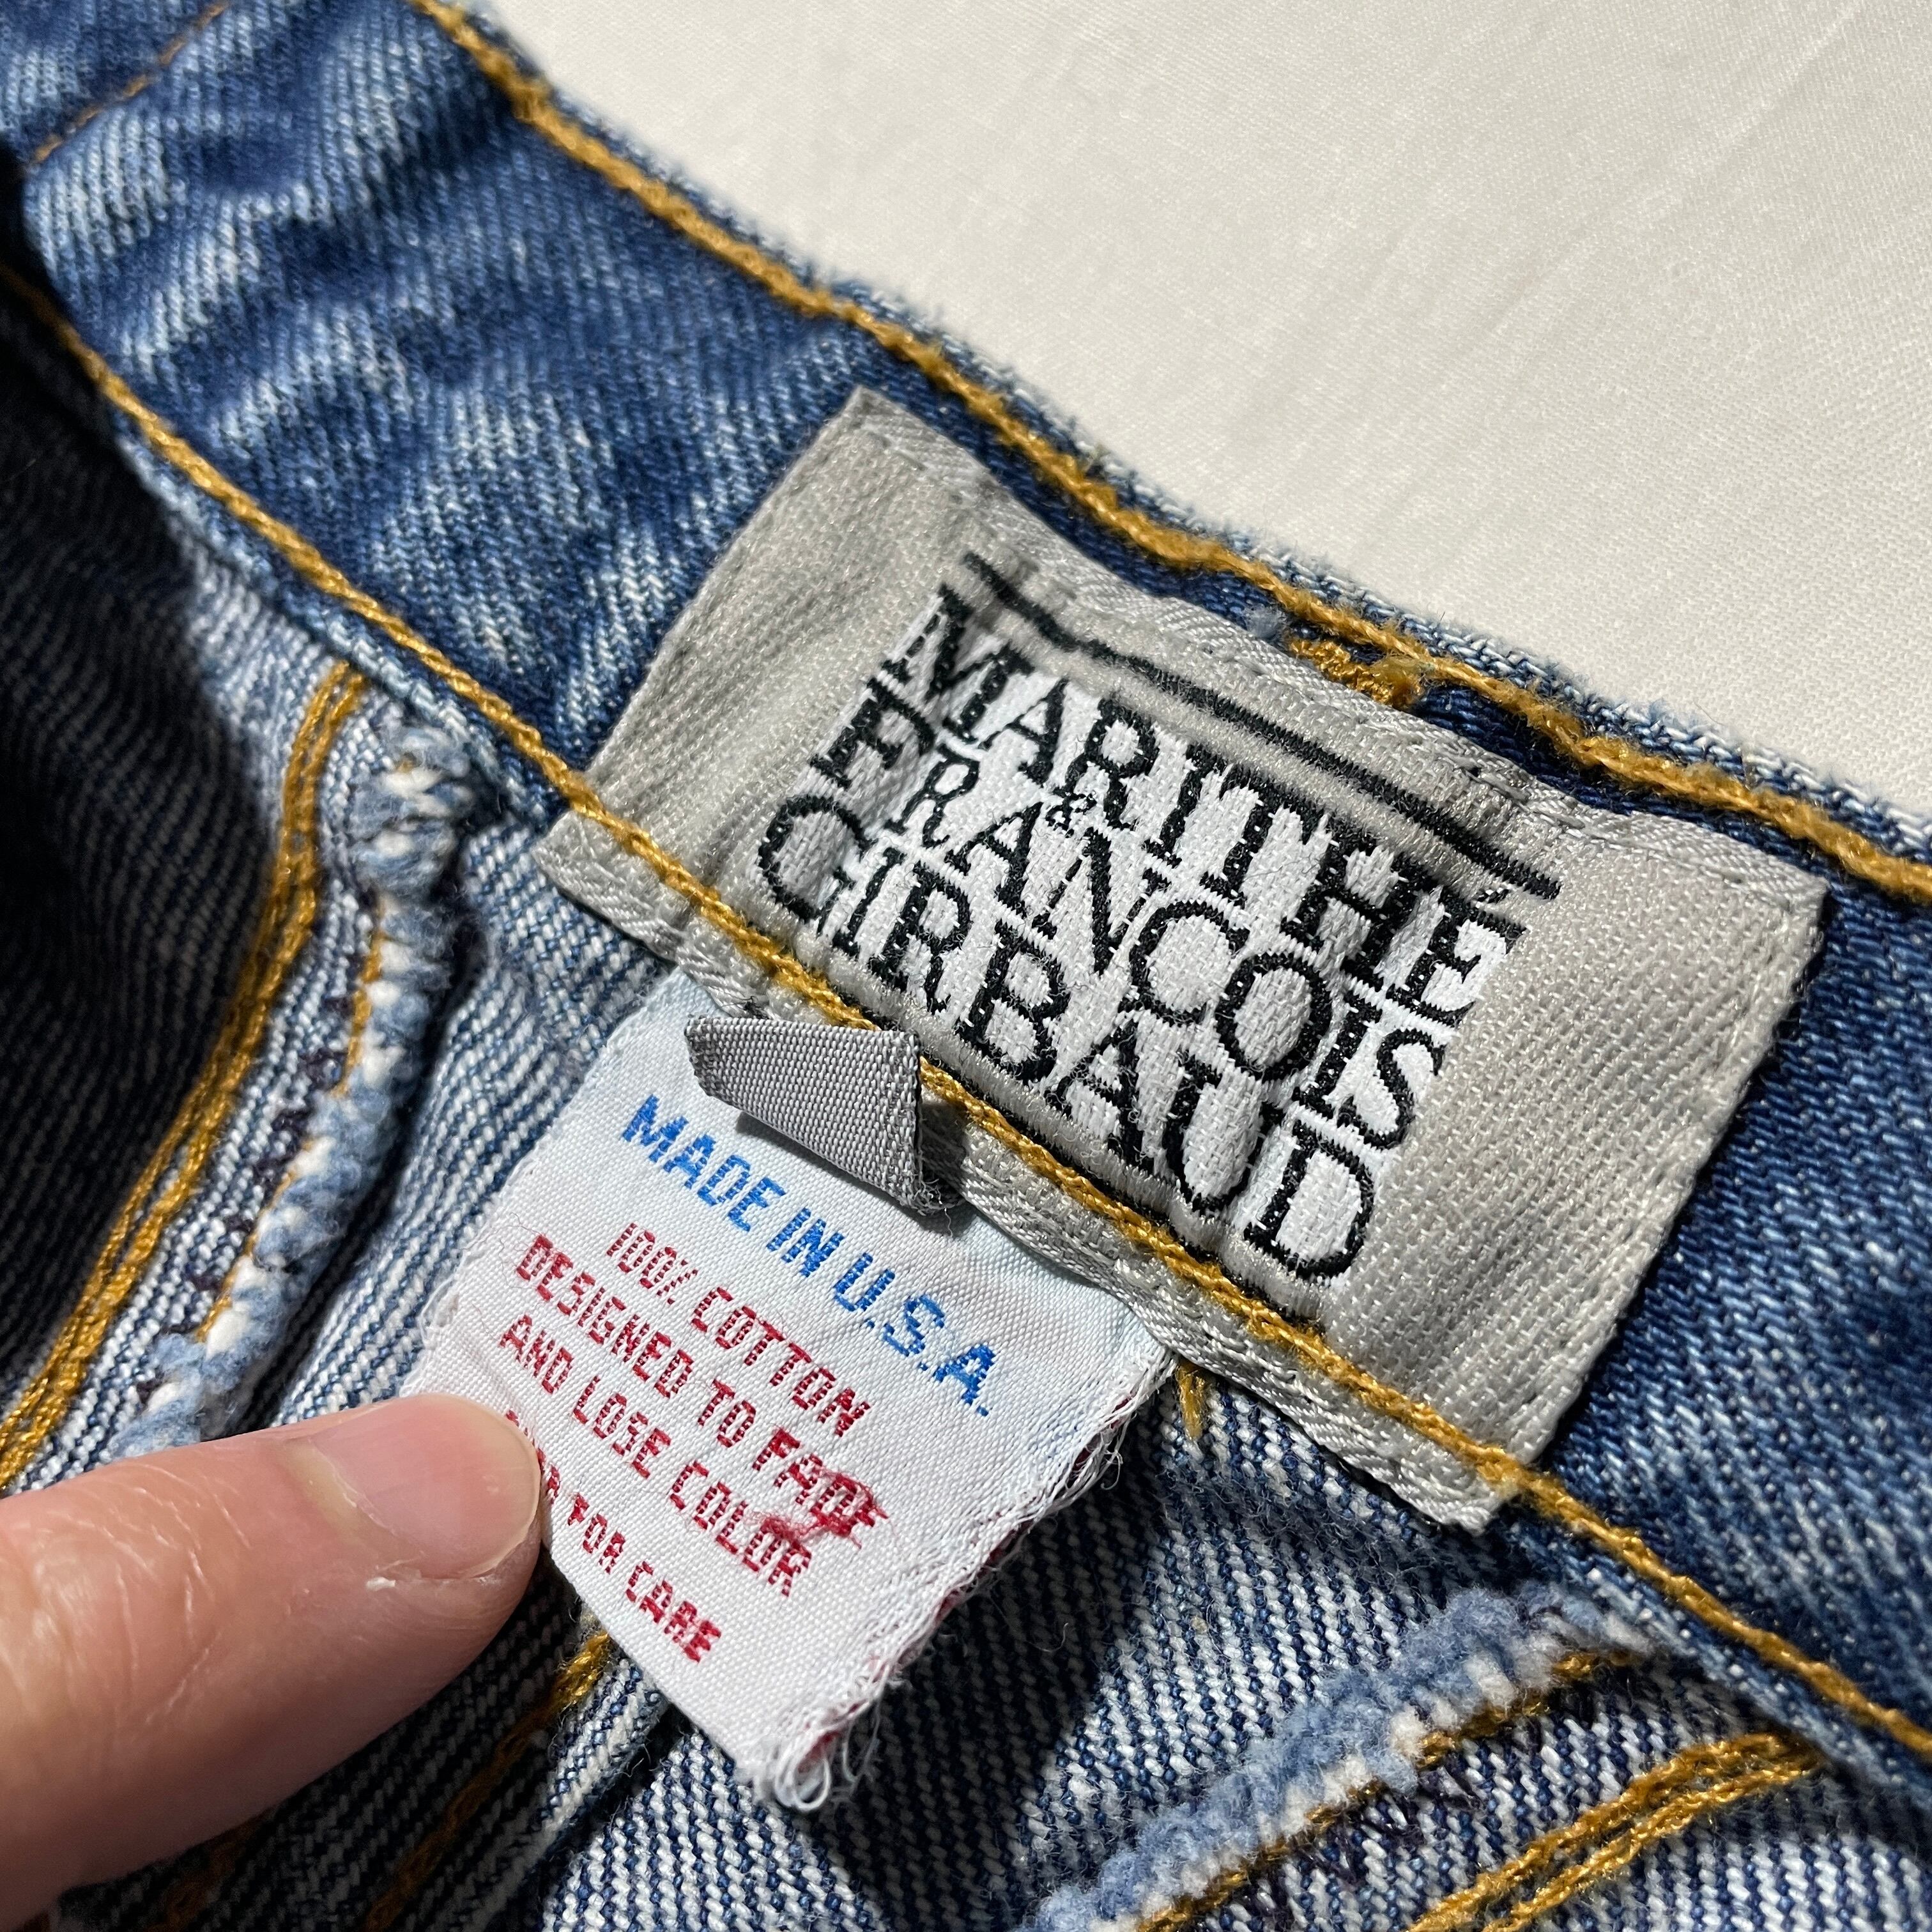 MARITHÉ
&
FRANÇOIS
GIRBAUD
MADE IN U.S.A.
100% COTTON
DESIGNED TO FADE
AND LOSE COLOR
FOR CARE